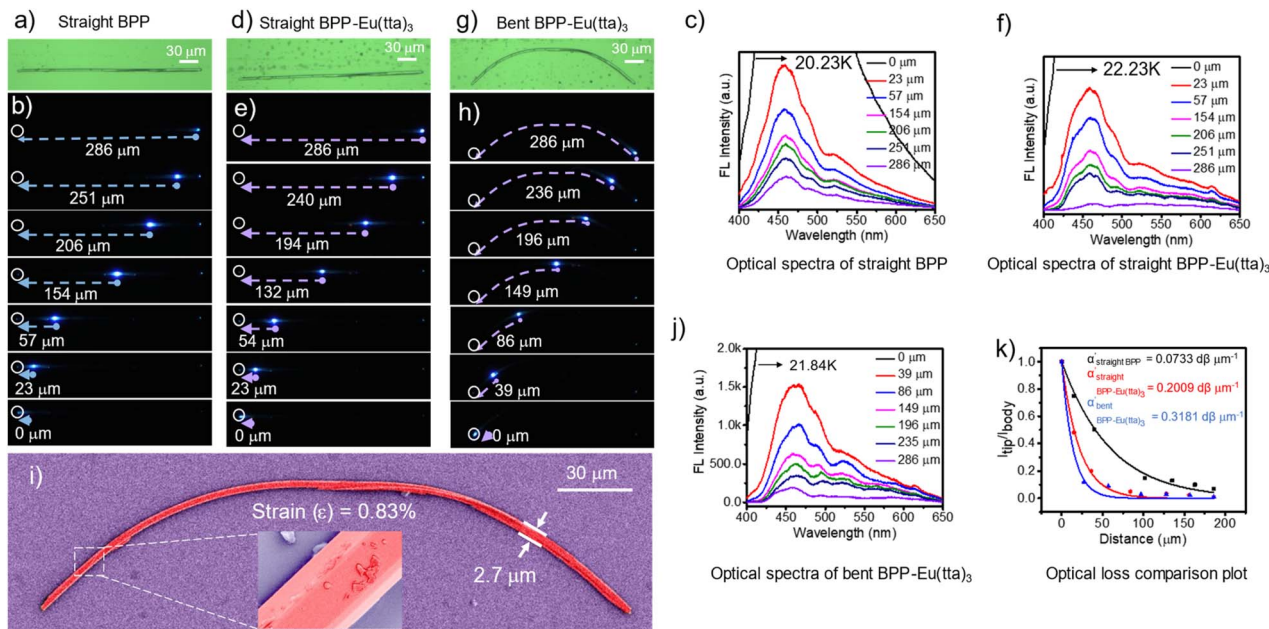 a)
Straight BPP
30 μm
b)
286 μm
251 μm
206 μm
154 μm
57 μm
23 μm
0 μm
d)
Straight BPP-Eu(tta)₃
30 μm
e)
286 μm
240 μm
194 μm
132 μm
54 μm
23 μm
0 μm
g)
Bent BPP-Eu(tta)₃
30 μm
h)
286 μm
236 μm
196 μm
149 μm
86 μm
39 μm
0 μm
c)
20.23K
0 μm
23 μm
57 μm
154 μm
206 μm
251 μm
286 μm
FL Intensity (a.u.)
400 450 500 550 600 650
Wavelength (nm)
Optical spectra of straight BPP
f)
22.23K
0 μm
23 μm
57 μm
154 μm
206 μm
251 μm
286 μm
FL Intensity (a.u.)
400 450 500 550 600 650
Wavelength (nm)
Optical spectra of straight BPP-Eu(tta)₃
i)
30 μm
Strain (ε) = 0.83%
2.7 μm
j)
2.0k
1.5k
1.0k
500.0
0.0
21.84K
0 μm
39 μm
86 μm
149 μm
196 μm
235 μm
286 μm
FL Intensity (a.u.)
400 450 500 550 600 650
Wavelength (nm)
Optical spectra of bent BPP-Eu(tta)₃
k)
1.0
0.8
0.6
0.4
0.2
0.0
α'straight BPP = 0.0733 dβ μm⁻¹
α'straight
BPP-Eu(tta)₃ = 0.2009 dβ μm⁻¹
α'bent
BPP-Eu(tta)₃ = 0.3181 dβ μm⁻¹
Itip/Ibody
0 50 100 150 200
Distance (μm)
Optical loss comparison plot